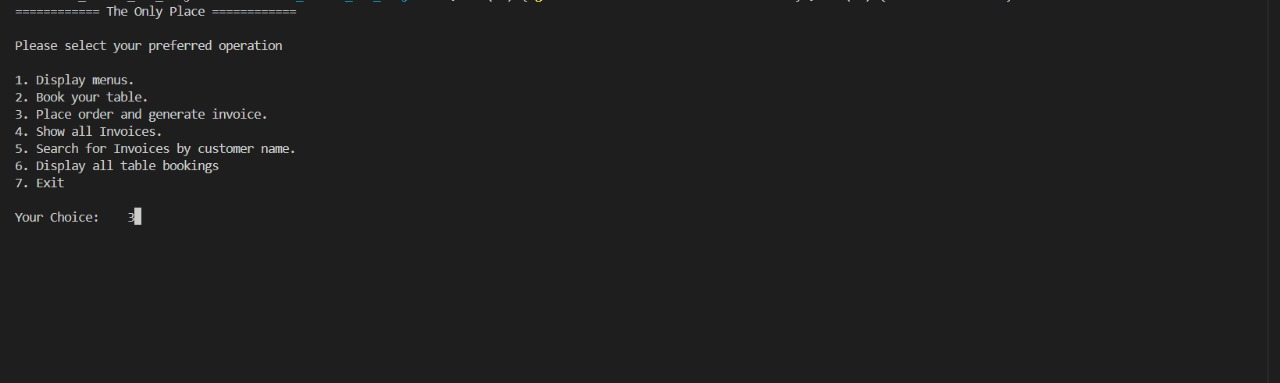 ============ The Only Place ============
Please select your preferred operation
1. Display menus.
2. Book your table.
3. Place order and generate invoice.
4. Show all Invoices.
5. Search for Invoices by customer name.
6. Display all table bookings
7. Exit
Your Choice:    3